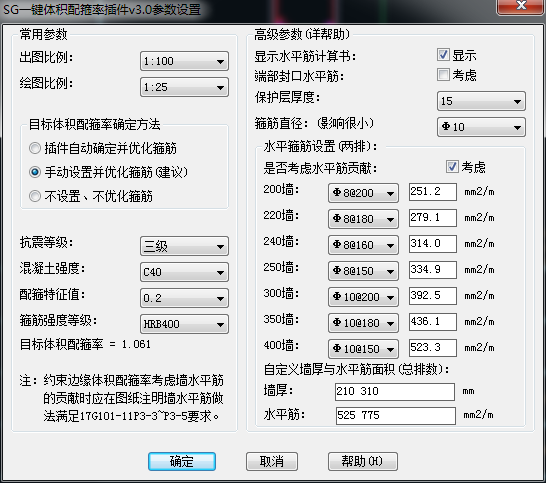 SG一键体积配箍率插件v3.0参数设置
常用参数
出图比例: 1:100
绘图比例: 1:25
目标体积配箍率确定方法
插件自动确定并优化箍筋
手动设置并优化箍筋(建议)
不设置、不优化箍筋
抗震等级: 三级
混凝土强度: C40
配箍特征值: 0.2
箍筋强度等级: HRB400
目标体积配箍率 = 1.061
注: 约束边缘体积配箍率考虑墙水平筋
的贡献时应在图纸注明墙水平筋做
法满足17G101-11P3-3~P3-5要求。
高级参数(详帮助)
显示水平筋计算书: 显示
端部封口水平筋: 考虑
保护层厚度: 15
箍筋直径: (影响很小) Φ10
水平箍筋设置(两排):
是否考虑水平筋贡献: 考虑
200墙: Φ8@200 251.2 mm2/m
220墙: Φ8@180 279.1 mm2/m
240墙: Φ8@160 314.0 mm2/m
250墙: Φ8@150 334.9 mm2/m
300墙: Φ10@200 392.5 mm2/m
350墙: Φ10@180 436.1 mm2/m
400墙: Φ10@150 523.3 mm2/m
自定义墙厚与水平筋面积(总排数):
墙厚: 210 310 mm
水平筋: 525 775 mm2/m
确定 取消 帮助(H)